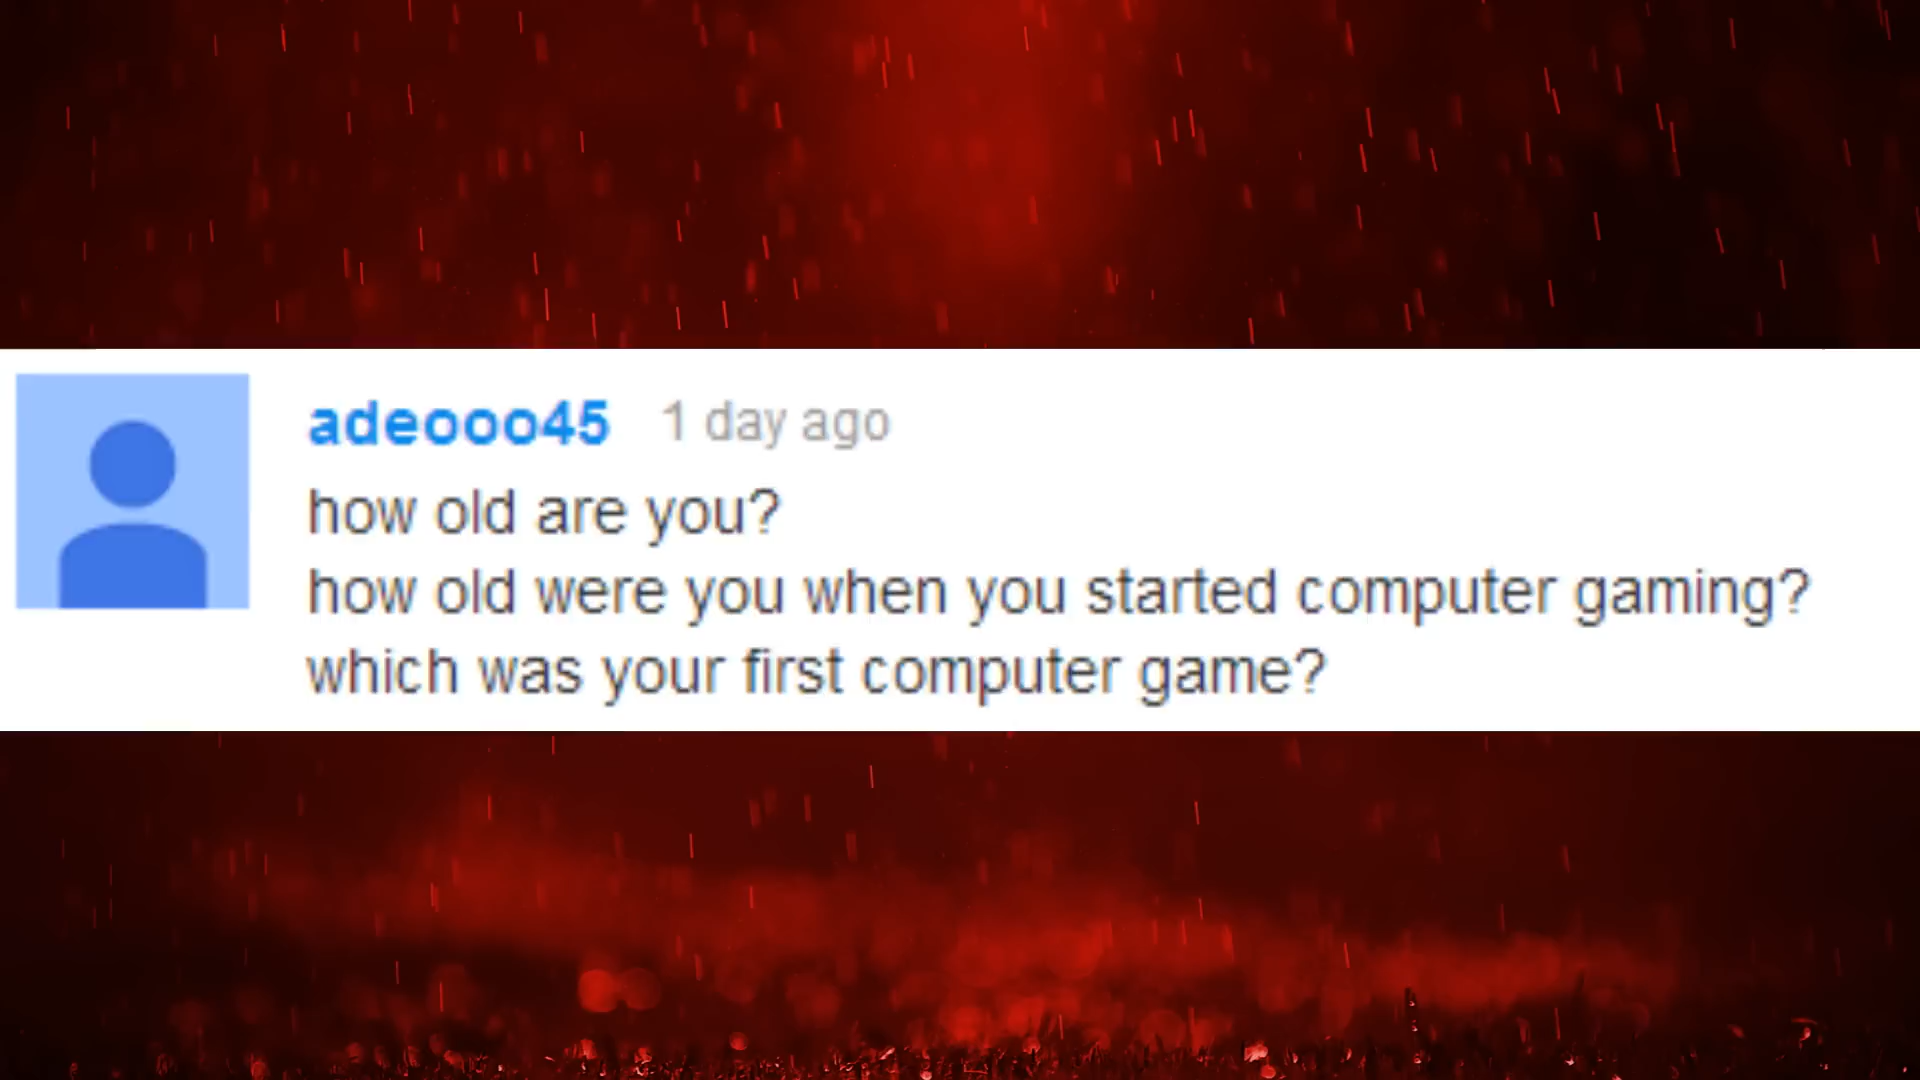 adeooo45 1 day ago
how old are you?
how old were you when you started computer gaming?
which was your first computer game?